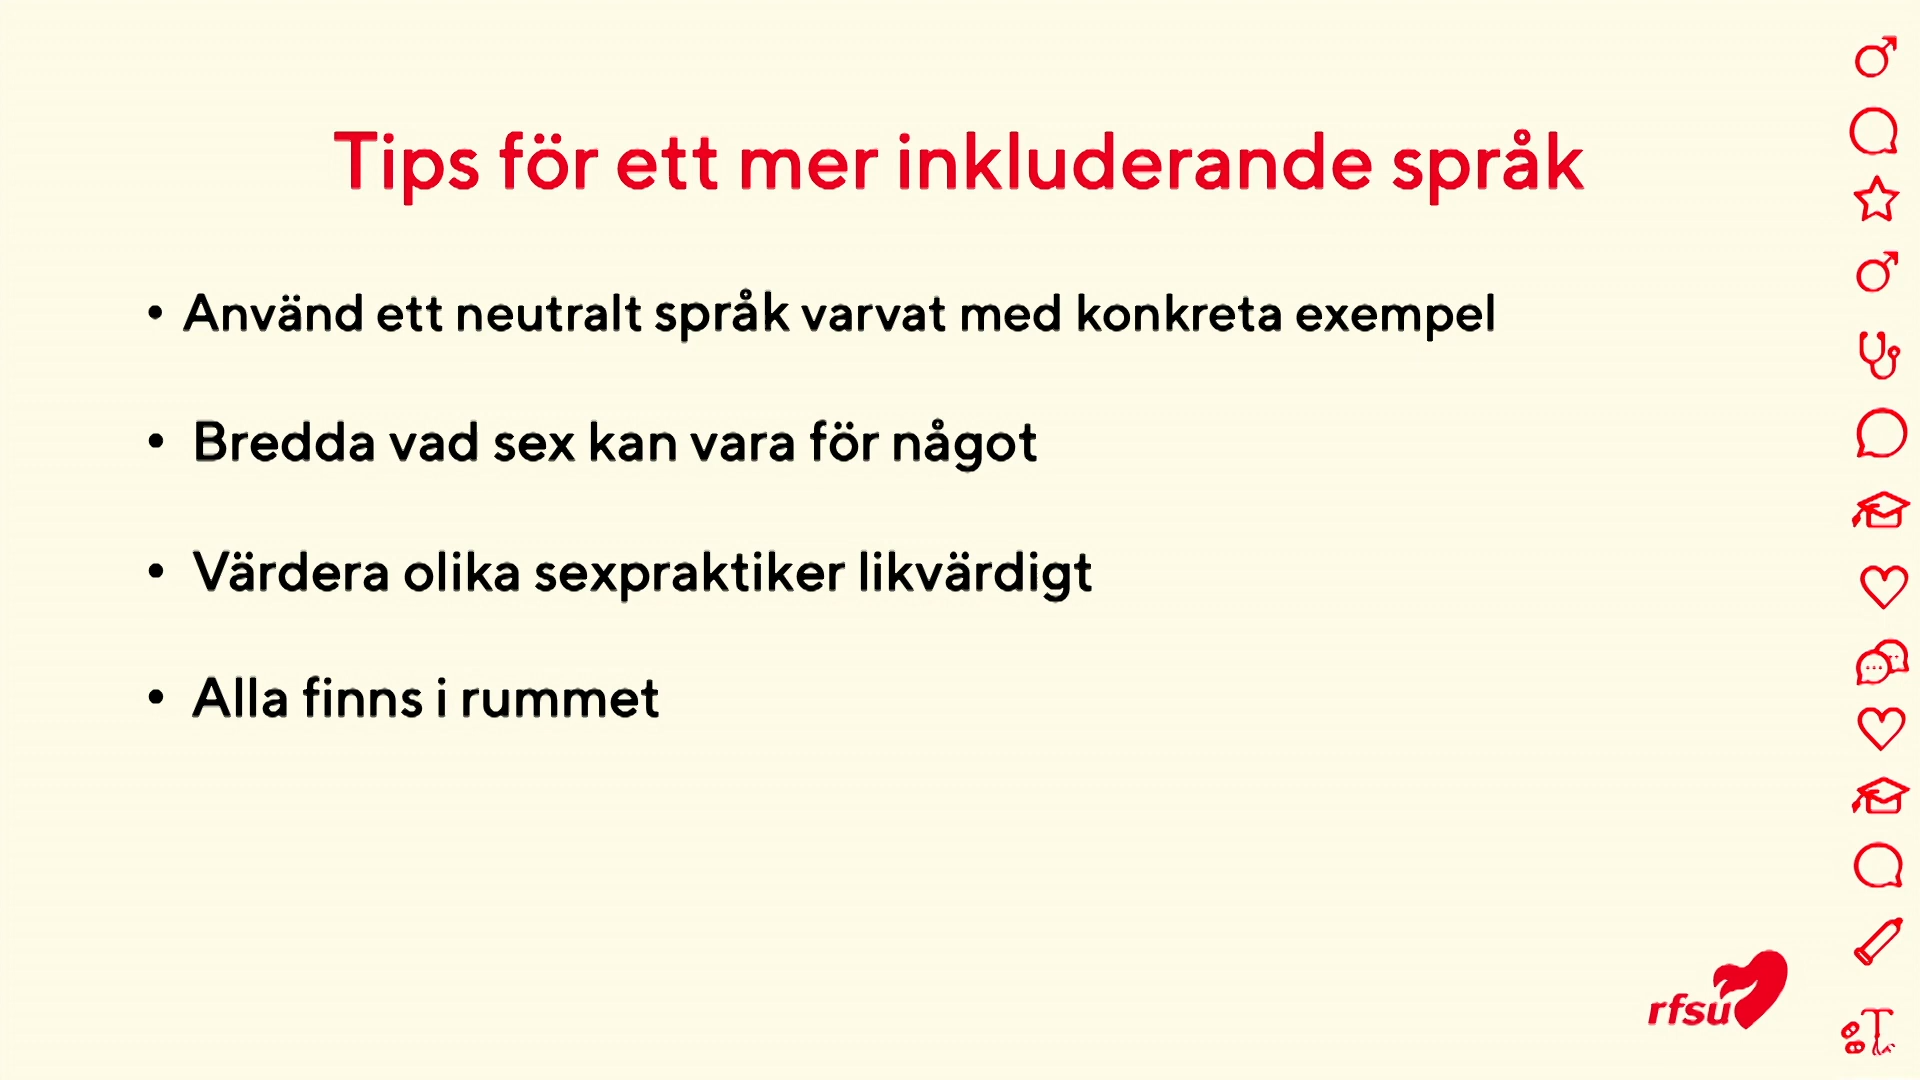 Tips för ett mer inkluderande språk
• Använd ett neutralt språk varvat med konkreta exempel
• Bredda vad sex kan vara för något
• Värdera olika sexpraktiker likvärdigt
• Alla finns i rummet
rfsu